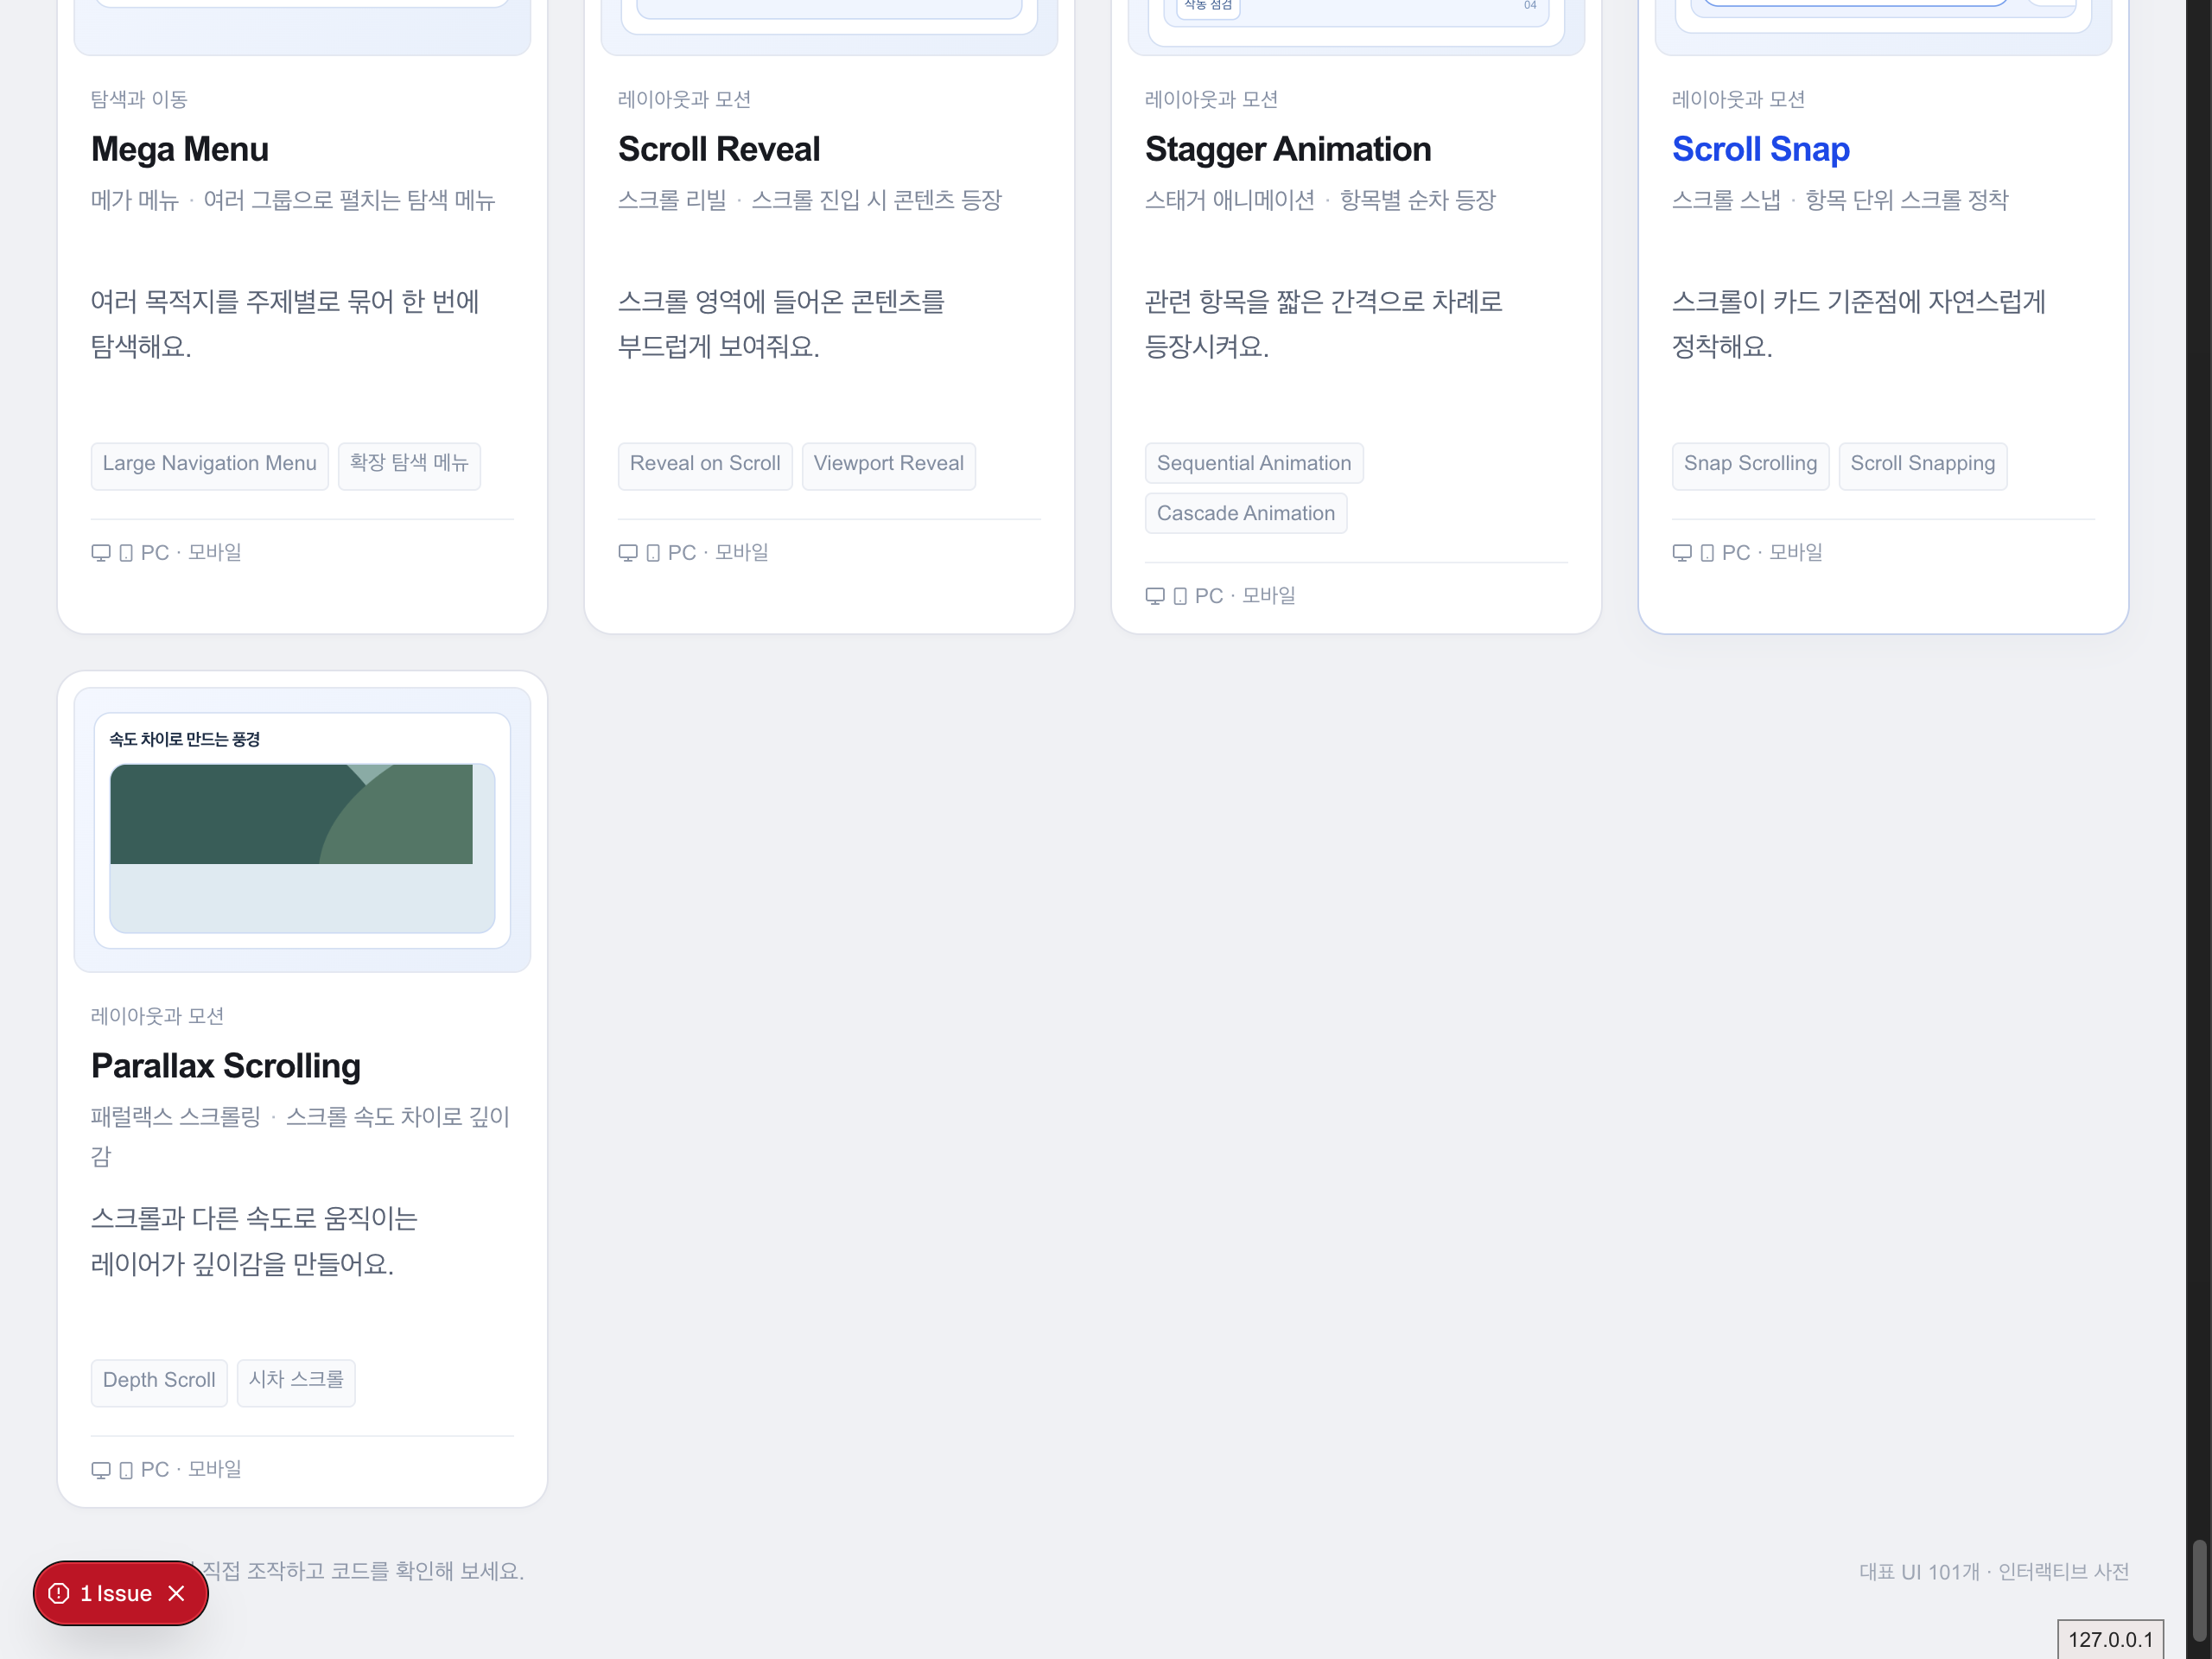 작동 점검
04
탐색과 이동
Mega Menu
메가 메뉴 · 여러 그룹으로 펼치는 탐색 메뉴
여러 목적지를 주제별로 묶어 한 번에
탐색해요.
Large Navigation Menu
확장 탐색 메뉴
PC · 모바일
레이아웃과 모션
Scroll Reveal
스크롤 리빌 · 스크롤 진입 시 콘텐츠 등장
스크롤 영역에 들어온 콘텐츠를
부드럽게 보여줘요.
Reveal on Scroll
Viewport Reveal
PC · 모바일
레이아웃과 모션
Stagger Animation
스태거 애니메이션 · 항목별 순차 등장
관련 항목을 짧은 간격으로 차례로
등장시켜요.
Sequential Animation
Cascade Animation
PC · 모바일
레이아웃과 모션
Scroll Snap
스크롤 스냅 · 항목 단위 스크롤 정착
스크롤이 카드 기준점에 자연스럽게
정착해요.
Snap Scrolling
Scroll Snapping
PC · 모바일
속도 차이로 만드는 풍경
레이아웃과 모션
Parallax Scrolling
패럴랙스 스크롤링 · 스크롤 속도 차이로 깊이
감
스크롤과 다른 속도로 움직이는
레이어가 깊이감을 만들어요.
Depth Scroll
시차 스크롤
PC · 모바일
직접 조작하고 코드를 확인해 보세요.
대표 UI 101개 · 인터랙티브 사전
1 Issue
127.0.0.1